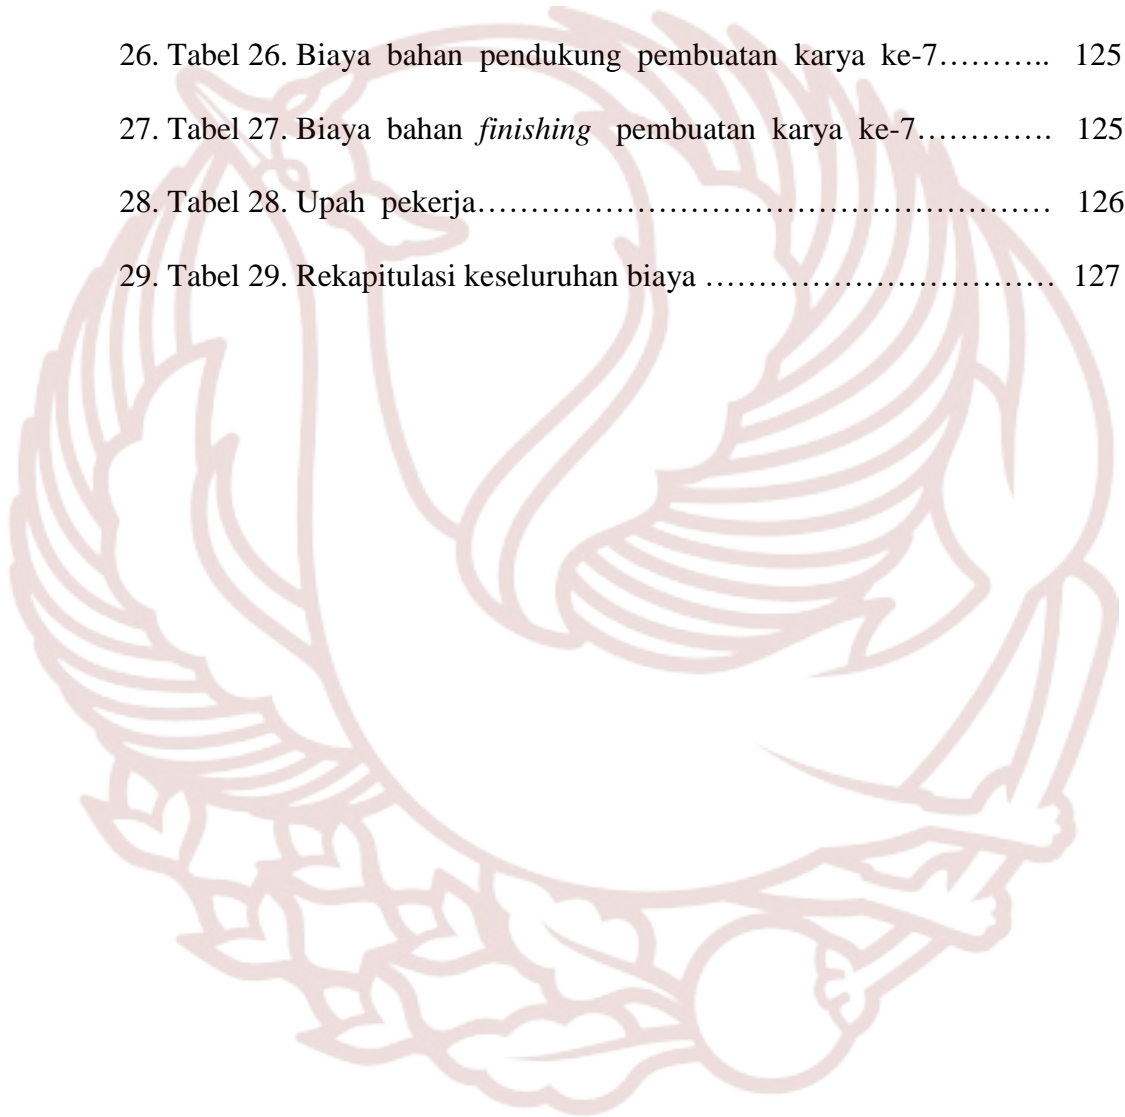 26. Tabel 26. Biaya bahan pendukung pembuatan karya ke-7……….. 125
27. Tabel 27. Biaya bahan finishing pembuatan karya ke-7…………. 125
28. Tabel 28. Upah pekerja……………………………………………… 126
29. Tabel 29. Rekapitulasi keseluruhan biaya …………………………… 127